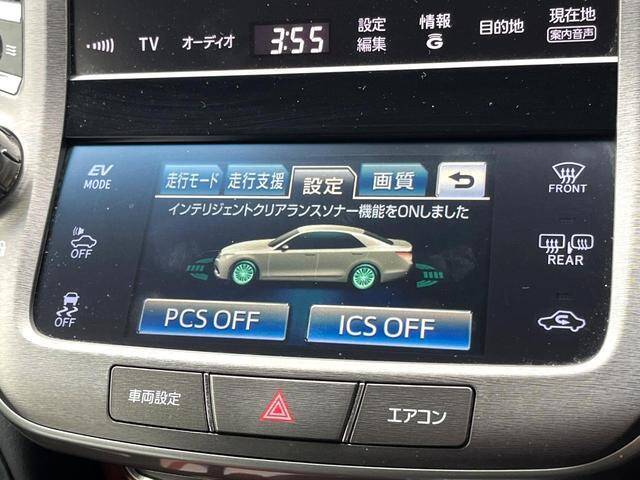 TV
オーディオ
3:55
設定
編集
情報
G
目的地
現在地
案内音声
EV
MODE
OFF
OFF
走行モード
走行支援
設定
画質
インテリジェントクリアランスソナー機能をONしました
PCS OFF
ICS OFF
FRONT
REAR
車両設定
エアコン